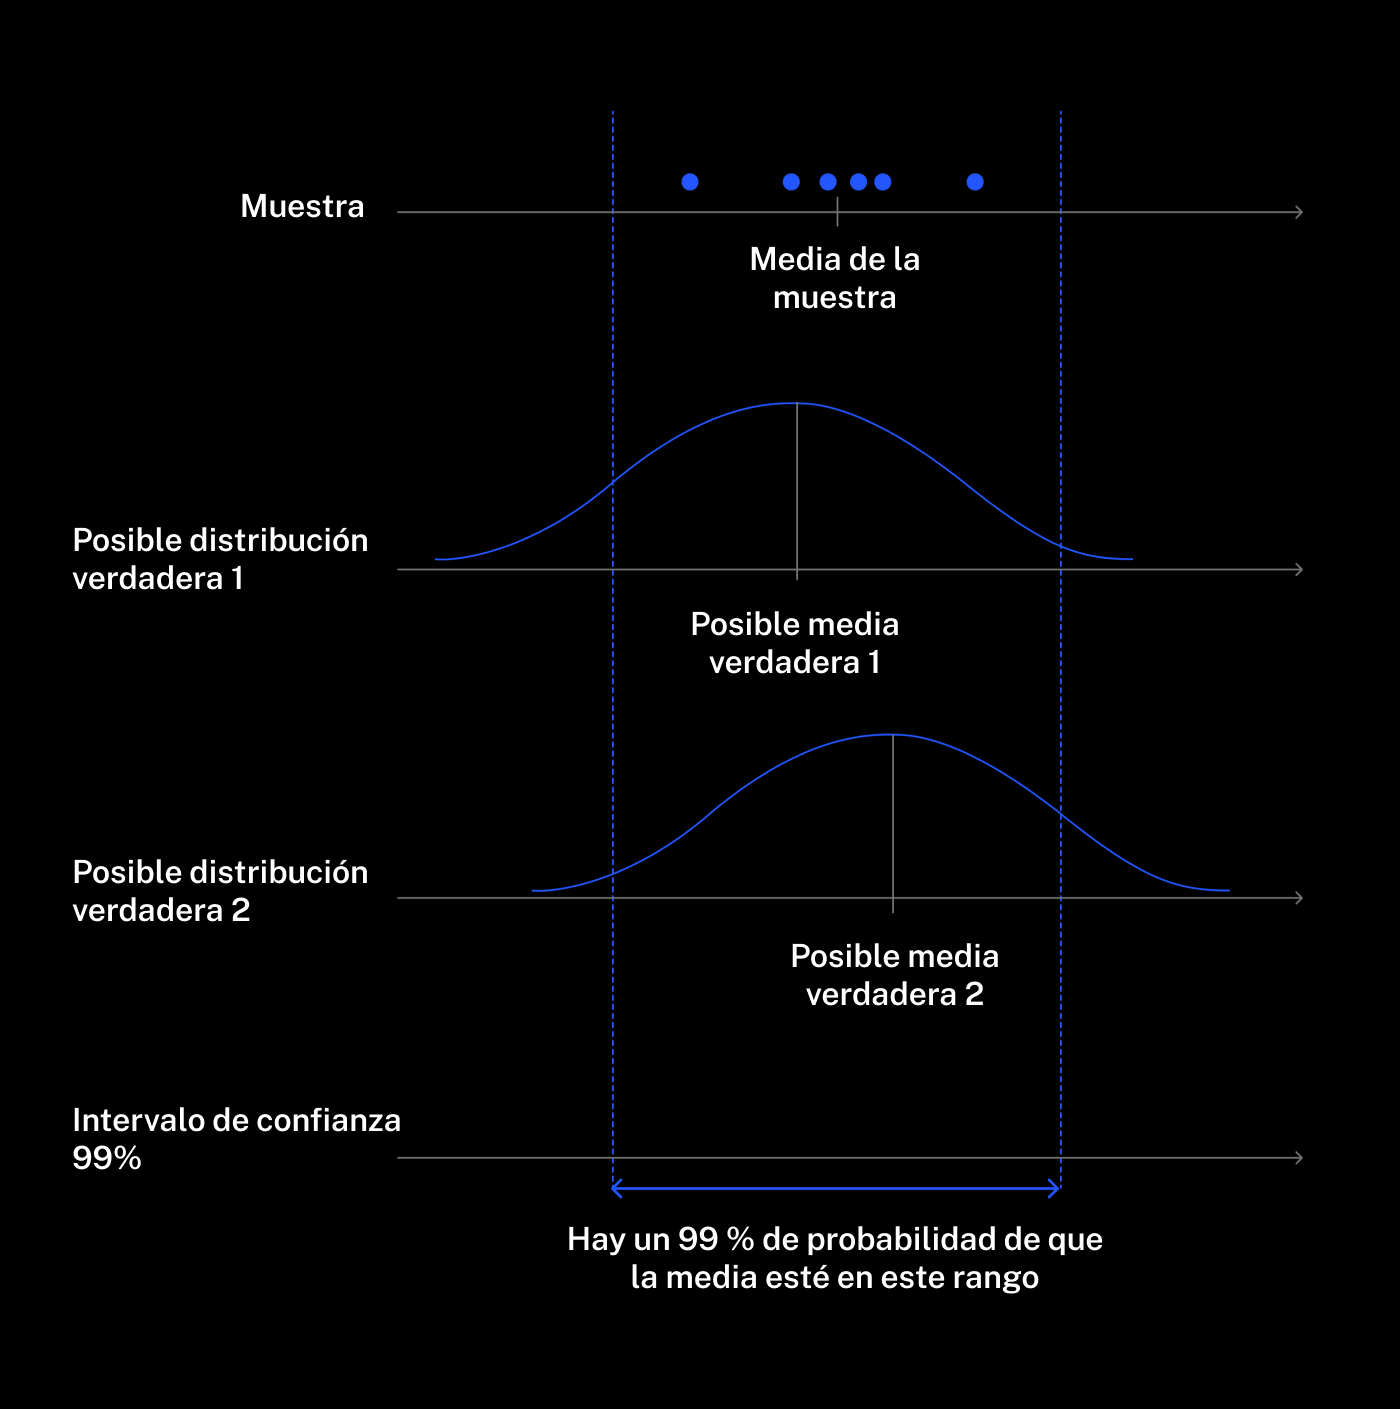 Muestra
Media de la
muestra
Posible distribución
verdadera 1
Posible media
verdadera 1
Posible distribución
verdadera 2
Posible media
verdadera 2
Intervalo de confianza
99%
Hay un 99 % de probabilidad de que
la media esté en este rango